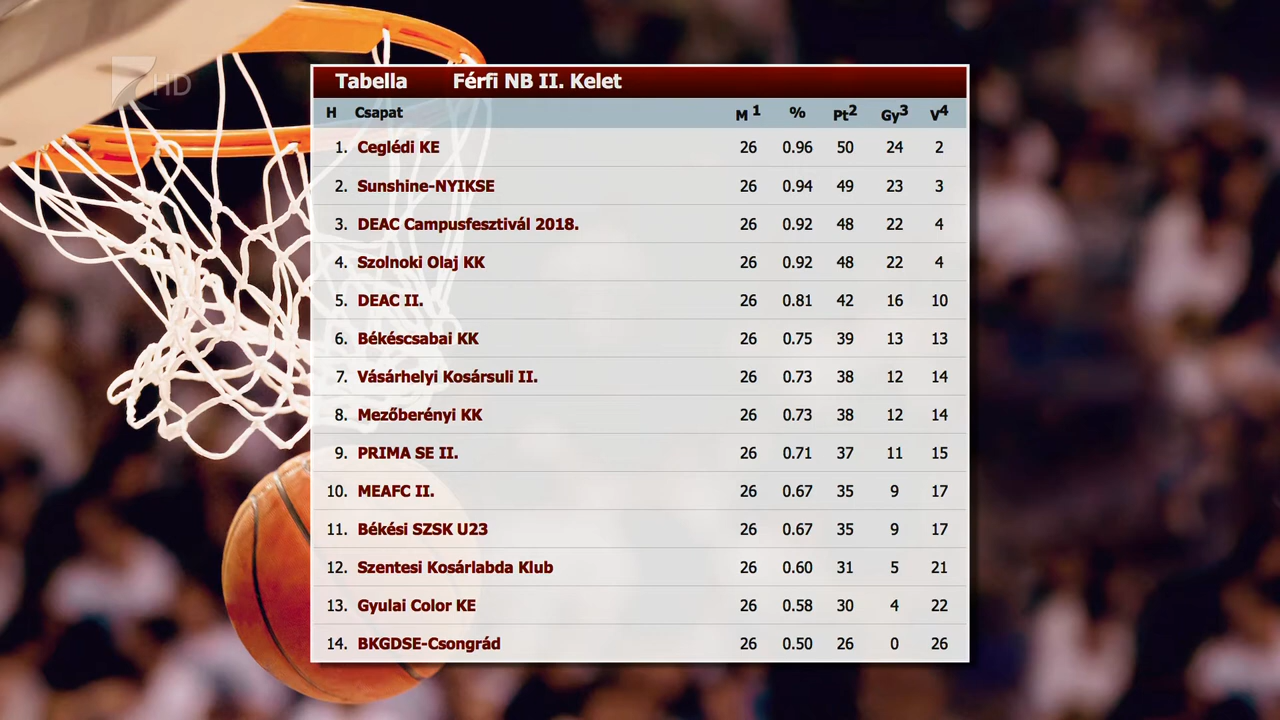 7 HD
Tabella Férfi NB II. Kelet
H Csapat M 1 % Pt2 Gy3 V4
1. Ceglédi KE 26 0.96 50 24 2
2. Sunshine-NYIKSE 26 0.94 49 23 3
3. DEAC Campusfesztivál 2018. 26 0.92 48 22 4
4. Szolnoki Olaj KK 26 0.92 48 22 4
5. DEAC II. 26 0.81 42 16 10
6. Békéscsabai KK 26 0.75 39 13 13
7. Vásárhelyi Kosársuli II. 26 0.73 38 12 14
8. Mezőberényi KK 26 0.73 38 12 14
9. PRIMA SE II. 26 0.71 37 11 15
10. MEAFC II. 26 0.67 35 9 17
11. Békési SZSK U23 26 0.67 35 9 17
12. Szentesi Kosárlabda Klub 26 0.60 31 5 21
13. Gyulai Color KE 26 0.58 30 4 22
14. BKGDSE-Csongrád 26 0.50 26 0 26